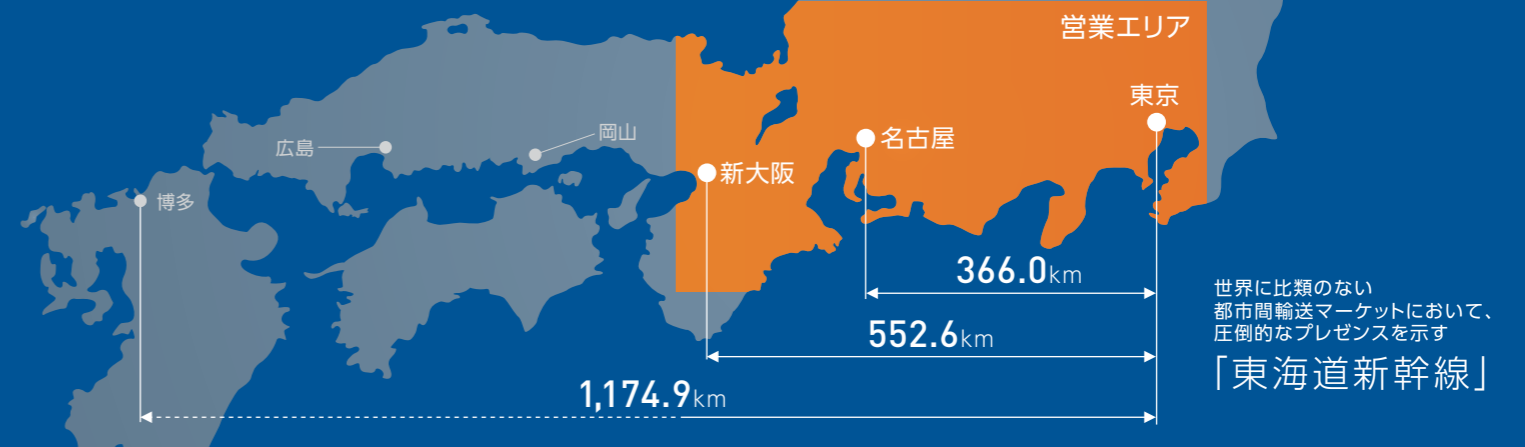 営業エリア
東京
名古屋
新大阪
岡山
広島
博多
366.0km
552.6km
1,174.9km
世界に比類のない
都市間輸送マーケットにおいて、
圧倒的なプレゼンスを示す
「東海道新幹線」